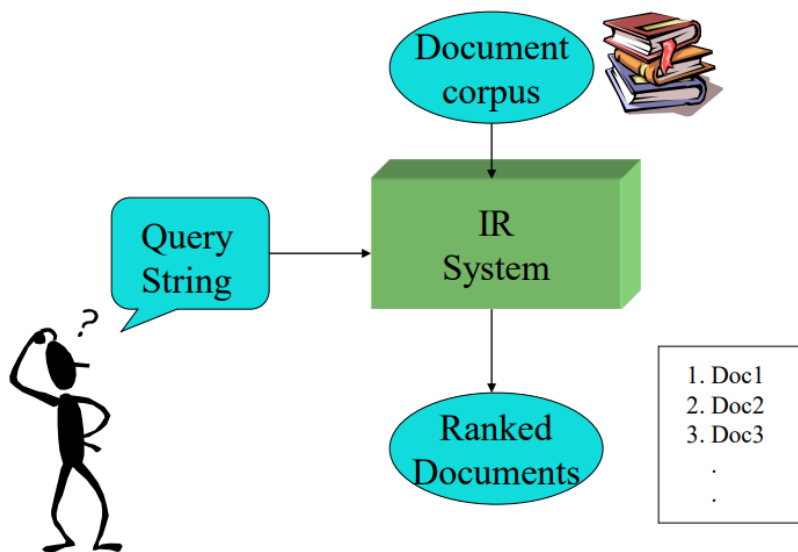 Document
corpus
IR
System
Query
String
?
Ranked
Documents
1. Doc1
2. Doc2
3. Doc3
.
.